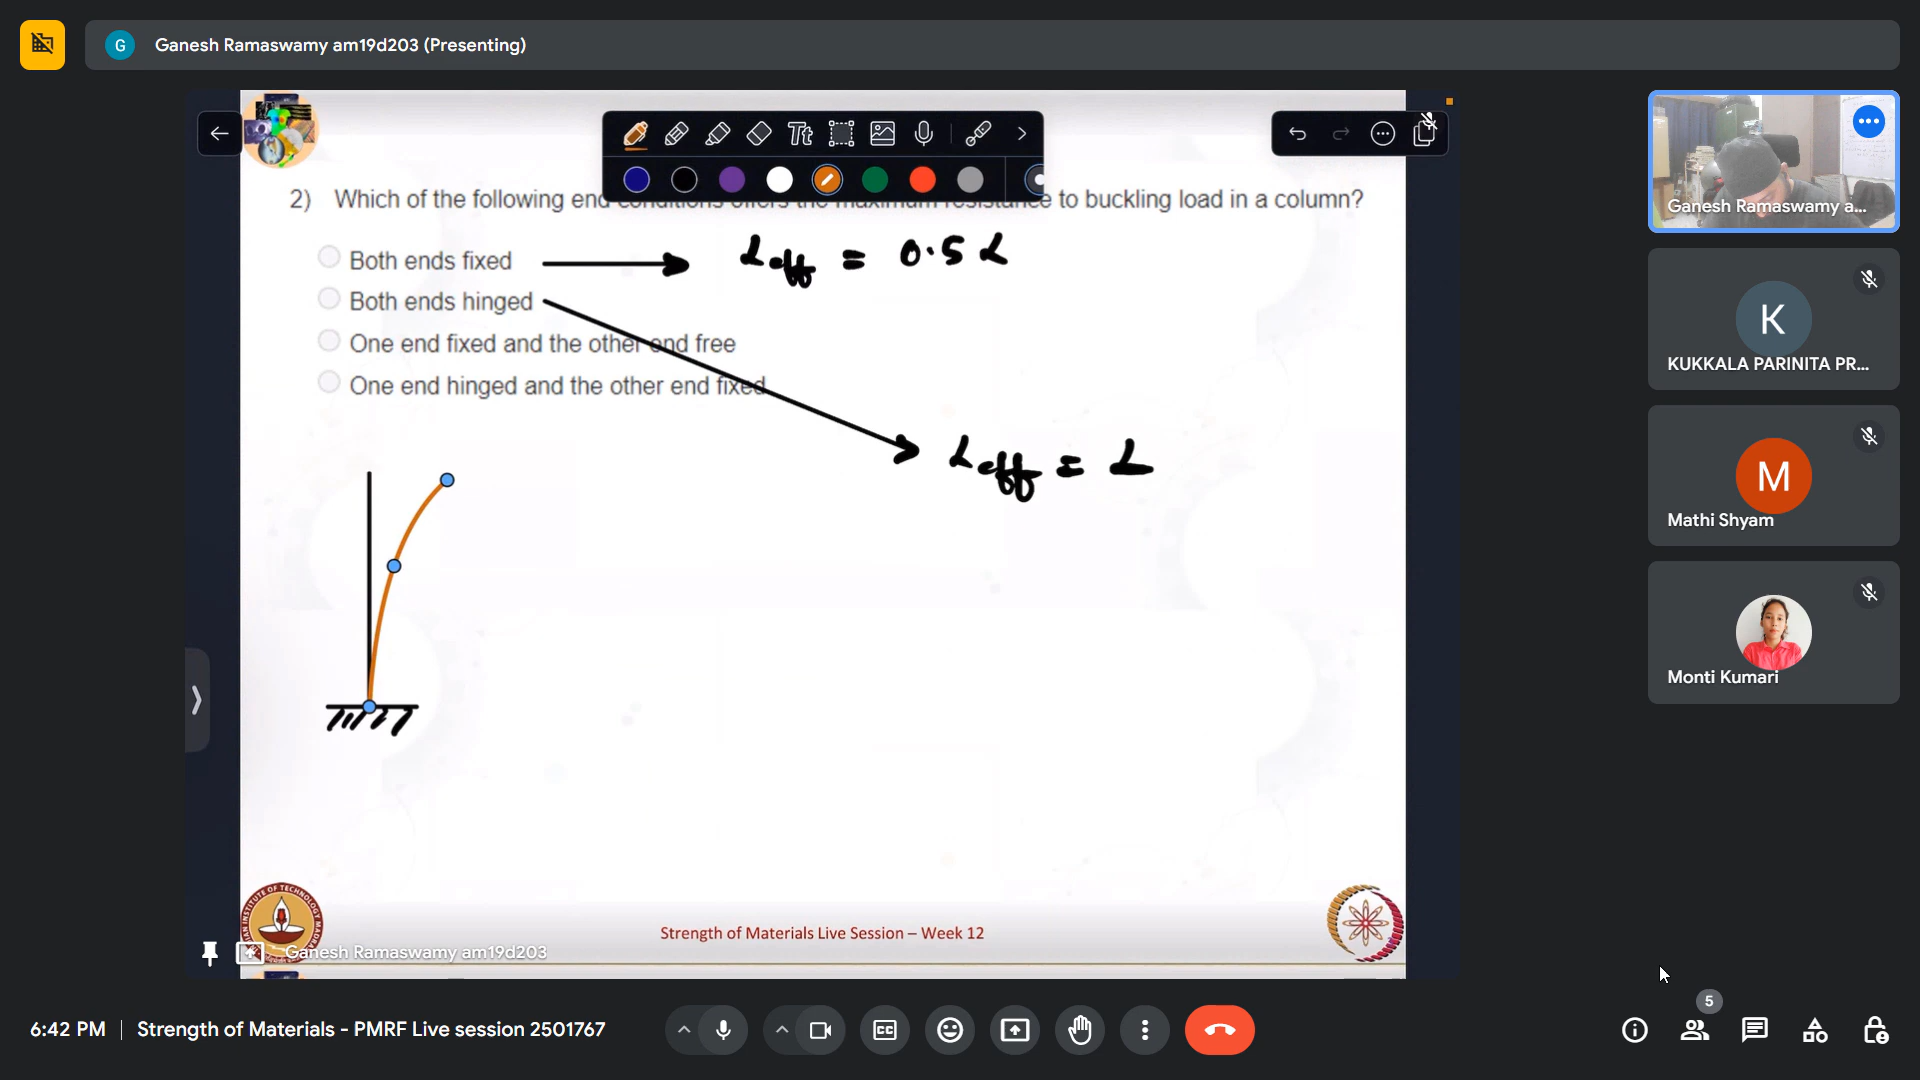 G Ganesh Ramaswamy am19d203 (Presenting)
Tt
2) Which of the following end conditions offers the maximum resistance to buckling load in a column?
Both ends fixed Leff = 0.5 L
Both ends hinged
One end fixed and the other end free
One end hinged and the other end fixed
Leff = L
Strength of Materials Live Session – Week 12
Ganesh Ramaswamy am19d203
Ganesh Ramaswamy a...
K
KUKKALA PARINITA PR...
M
Mathi Shyam
Monti Kumari
6:42 PM | Strength of Materials - PMRF Live session 2501767
CC
5